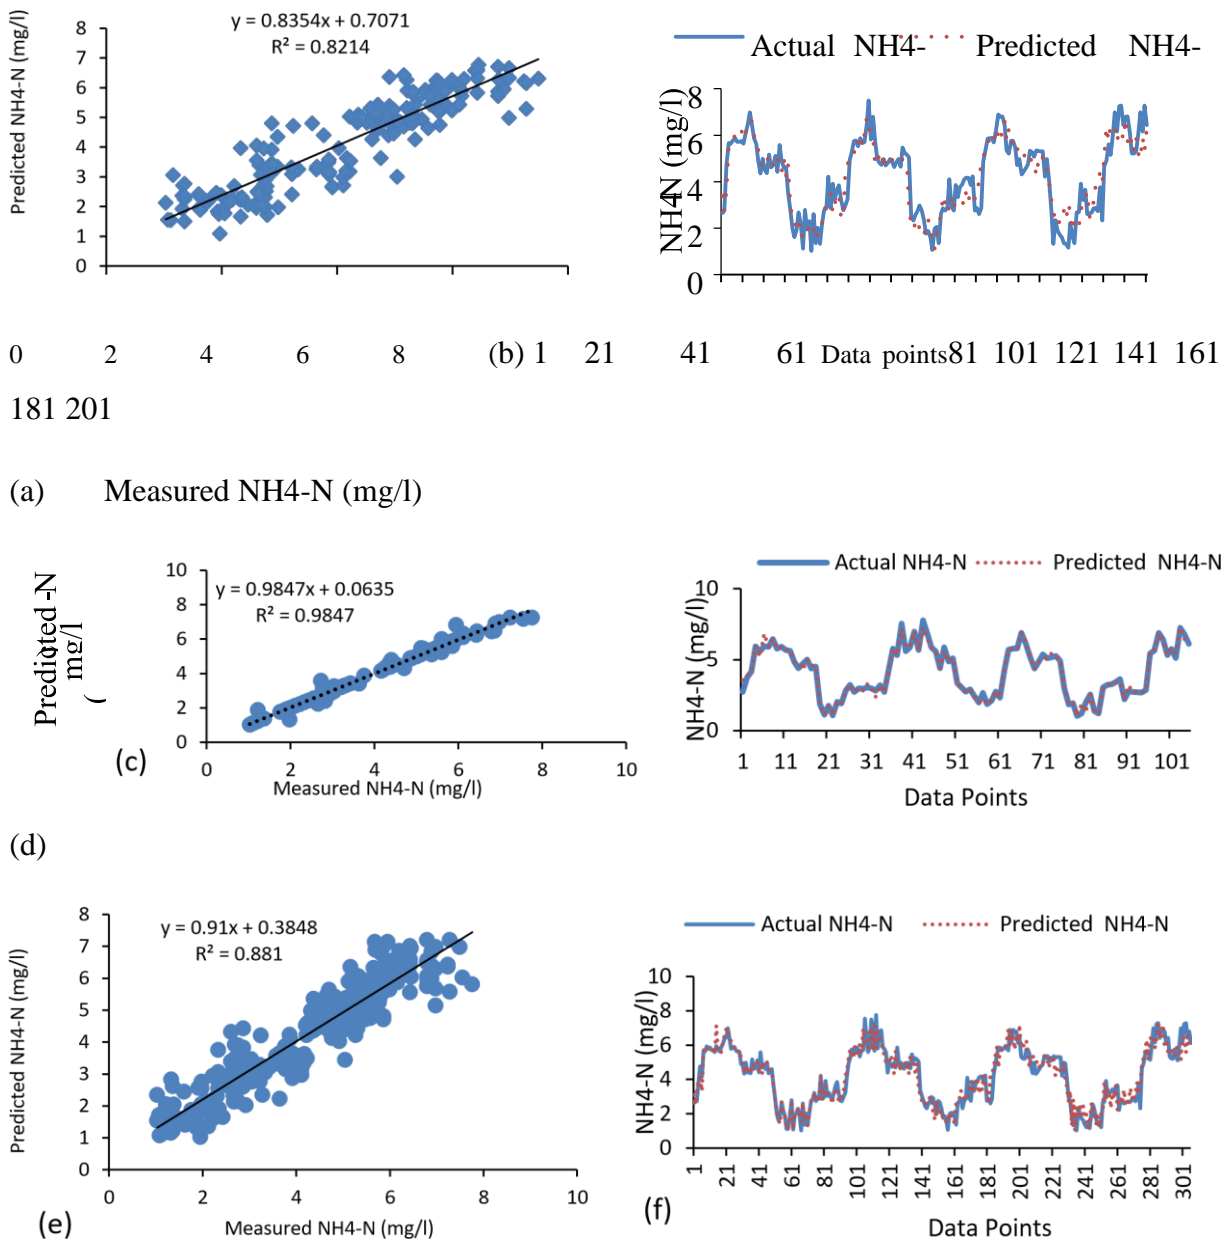 y = 0.8354x + 0.7071
R² = 0.8214
Predicted NH4-N (mg/l)
8
7
6
5
4
3
2
1
0
Actual NH4- Predicted NH4-
NH4-N (mg/l)
8
6
4
2
0
0 2 4 6 8 (b) 1 21 41 61 Data points81 101 121 141 161
181 201
(a) Measured NH4-N (mg/l)
Predicted -N
mg/l
(
10
8
6
4
2
0
y = 0.9847x + 0.0635
R² = 0.9847
0 2 4 6 8 10
(c
Measured NH4-N (mg/l)
Actual NH4-N Predicted NH4-N
NH4-N (mg/l)
10
5
0
1 11 21 31 41 51 61 71 81 91 101
Data Points
(d)
y = 0.91x + 0.3848
R² = 0.881
Predicted NH4-N (mg/l)
8
7
6
5
4
3
2
1
0
0 2 4 6 8 10
(e) Measured NH4-N (mg/l)
Actual NH4-N Predicted NH4-N
NH4-N (mg/l)
10
8
6
4
2
0
1 21 41 61 81 101 121 141 161 181 201 221 241 261 281 301
(f)
Data Points